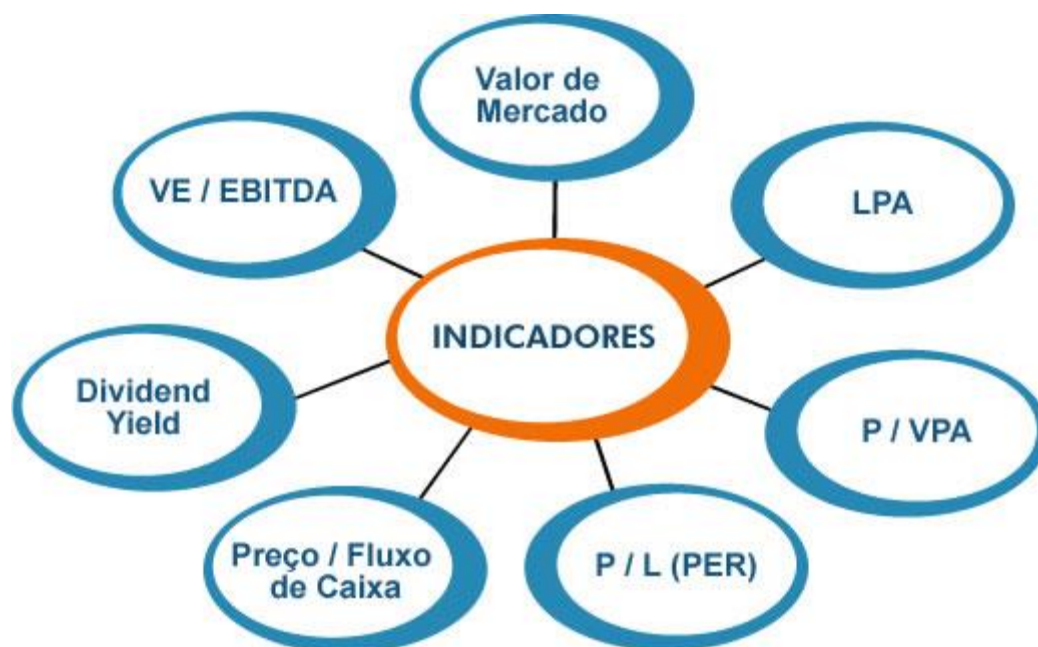 Valor de
Mercado
VE / EBITDA
LPA
INDICADORES
Dividend
Yield
P / VPA
Preço / Fluxo
de Caixa
P / L (PER)